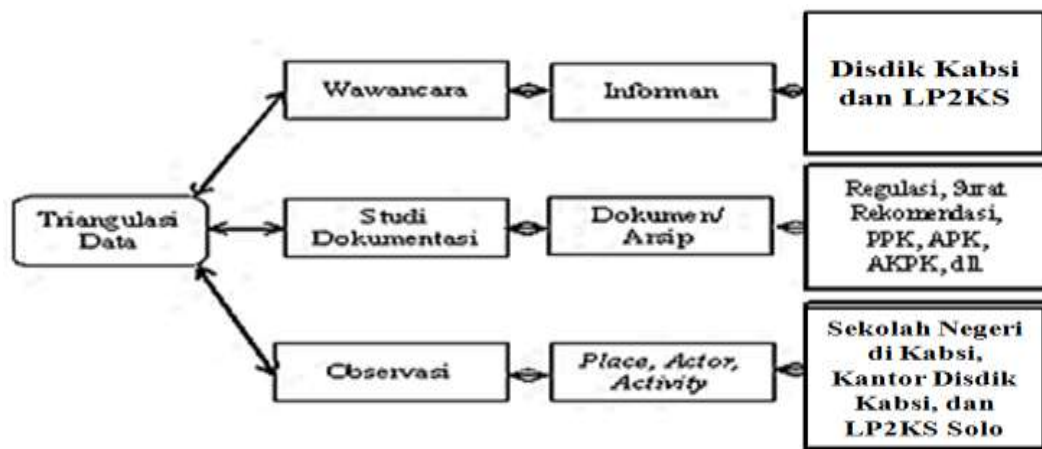 Wawancara
Informan
Disdik Kabsi
dan LP2KS
Triangulasi
Data
Studi
Dokumentasi
Dokumen/
Arsip
Regulasi, Surat
Rekomendasi,
PPK, APK,
AKPK, dll.
Observasi
Place, Actor,
Activity
Sekolah Negeri
di Kabsi,
Kantor Disdik
Kabsi, dan
LP2KS Solo